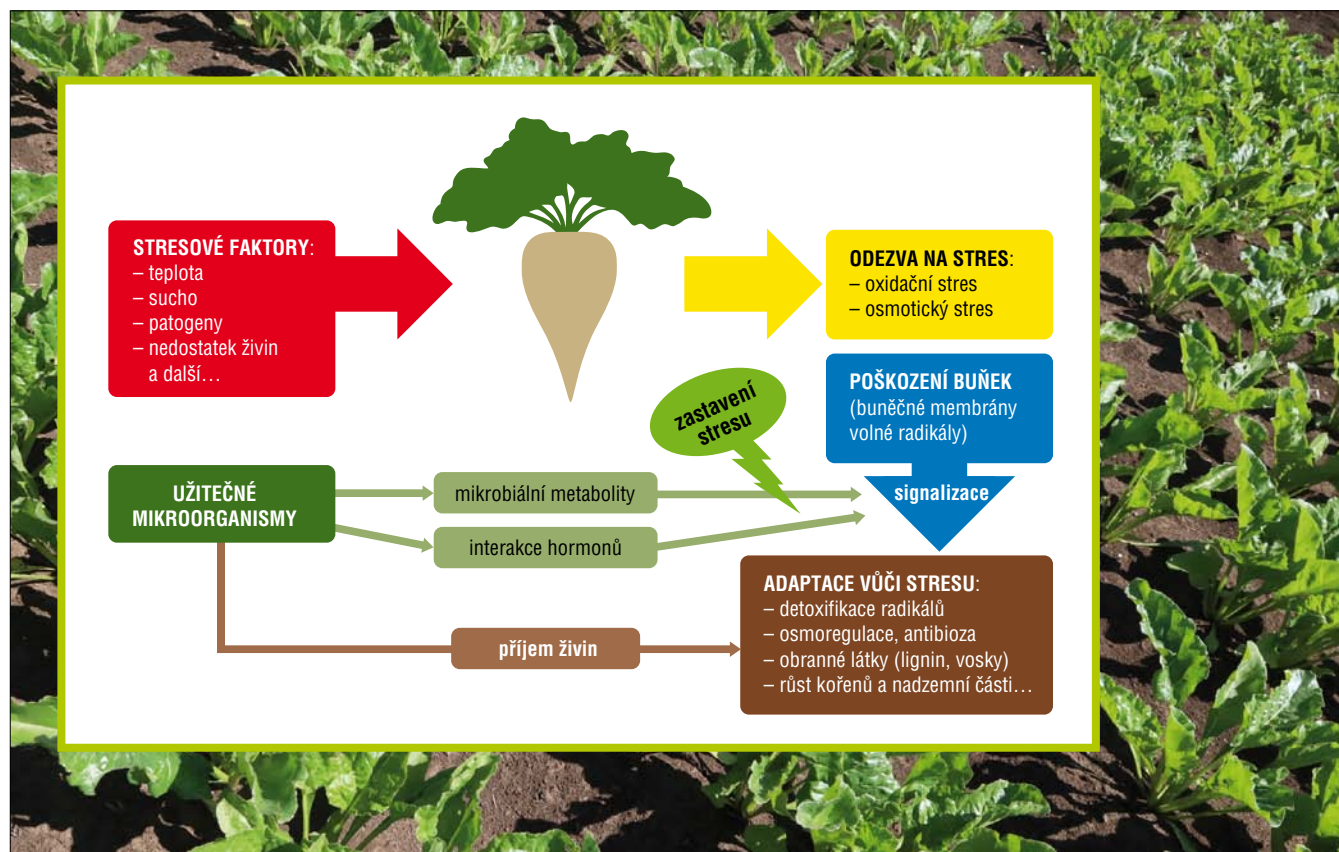 STRESOVÉ FAKTORY:
– teplota
– sucho
– patogeny
– nedostatek živin
a další…
ODEZVA NA STRES:
– oxidační stres
– osmotický stres
POŠKOZENÍ BUŇEK
(buněčné membrány
volné radikály)
zastavení
stresu
signalizace
UŽITEČNÉ
MIKROORGANISMY
mikrobiální metabolity
interakce hormonů
příjem živin
ADAPTACE VŮČI STRESU:
– detoxifikace radikálů
– osmoregulace, antibioza
– obranné látky (lignin, vosky)
– růst kořenů a nadzemní části…